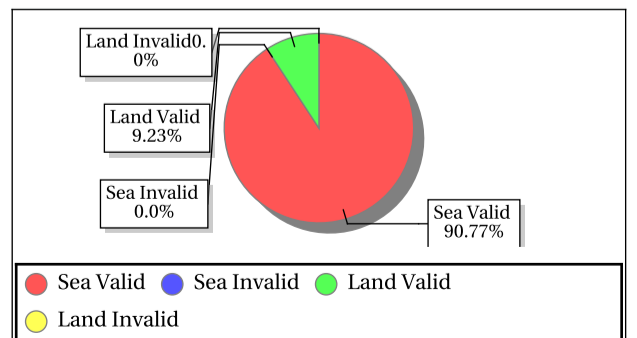 Land Invalid0.
0%
Land Valid
9.23%
Sea Invalid
0.0%
Sea Valid
90.77%
Sea Valid Sea Invalid Land Valid
Land Invalid